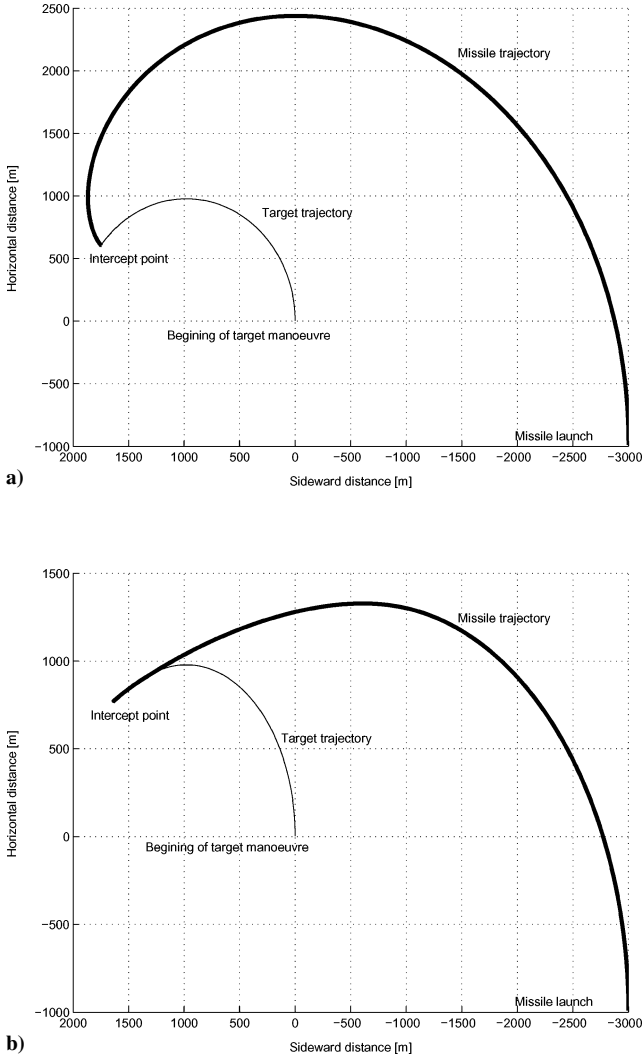 2500
Missile trajectory
2000
1500
1000
Target trajectory
500
Intercept point
0
Begining of target manoeuvre
−500
Missile launch
−1000
2000 1500 1000 500 0 −500 −1000 −1500 −2000 −2500 −3000
Horizontal distance [m]
Sideward distance [m]
a)
1500
Missile trajectory
1000
Intercept point
Target trajectory
500
0
Begining of target manoeuvre
−500
Missile launch
−1000
2000 1500 1000 500 0 −500 −1000 −1500 −2000 −2500 −3000
Horizontal distance [m]
Sideward distance [m]
b)